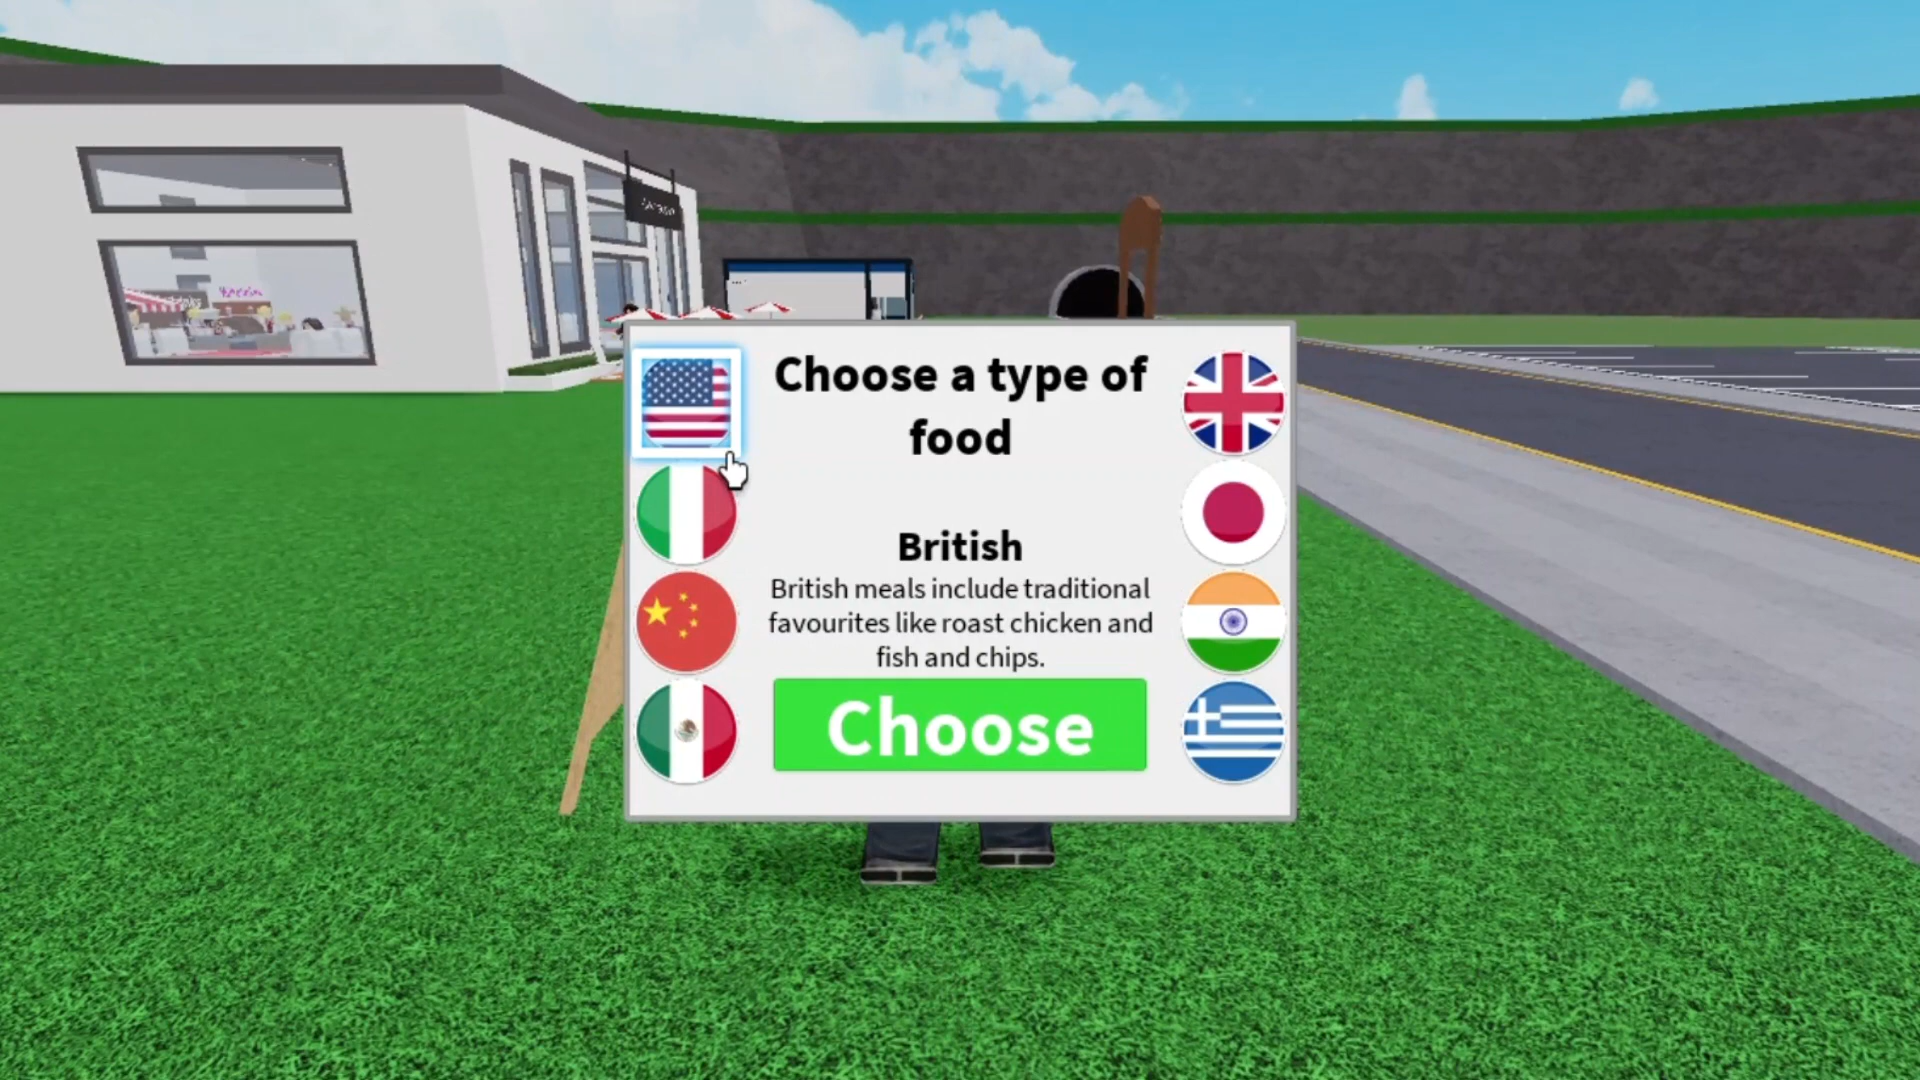 Choose a type of
food
British
British meals include traditional
favourites like roast chicken and
fish and chips.
Choose